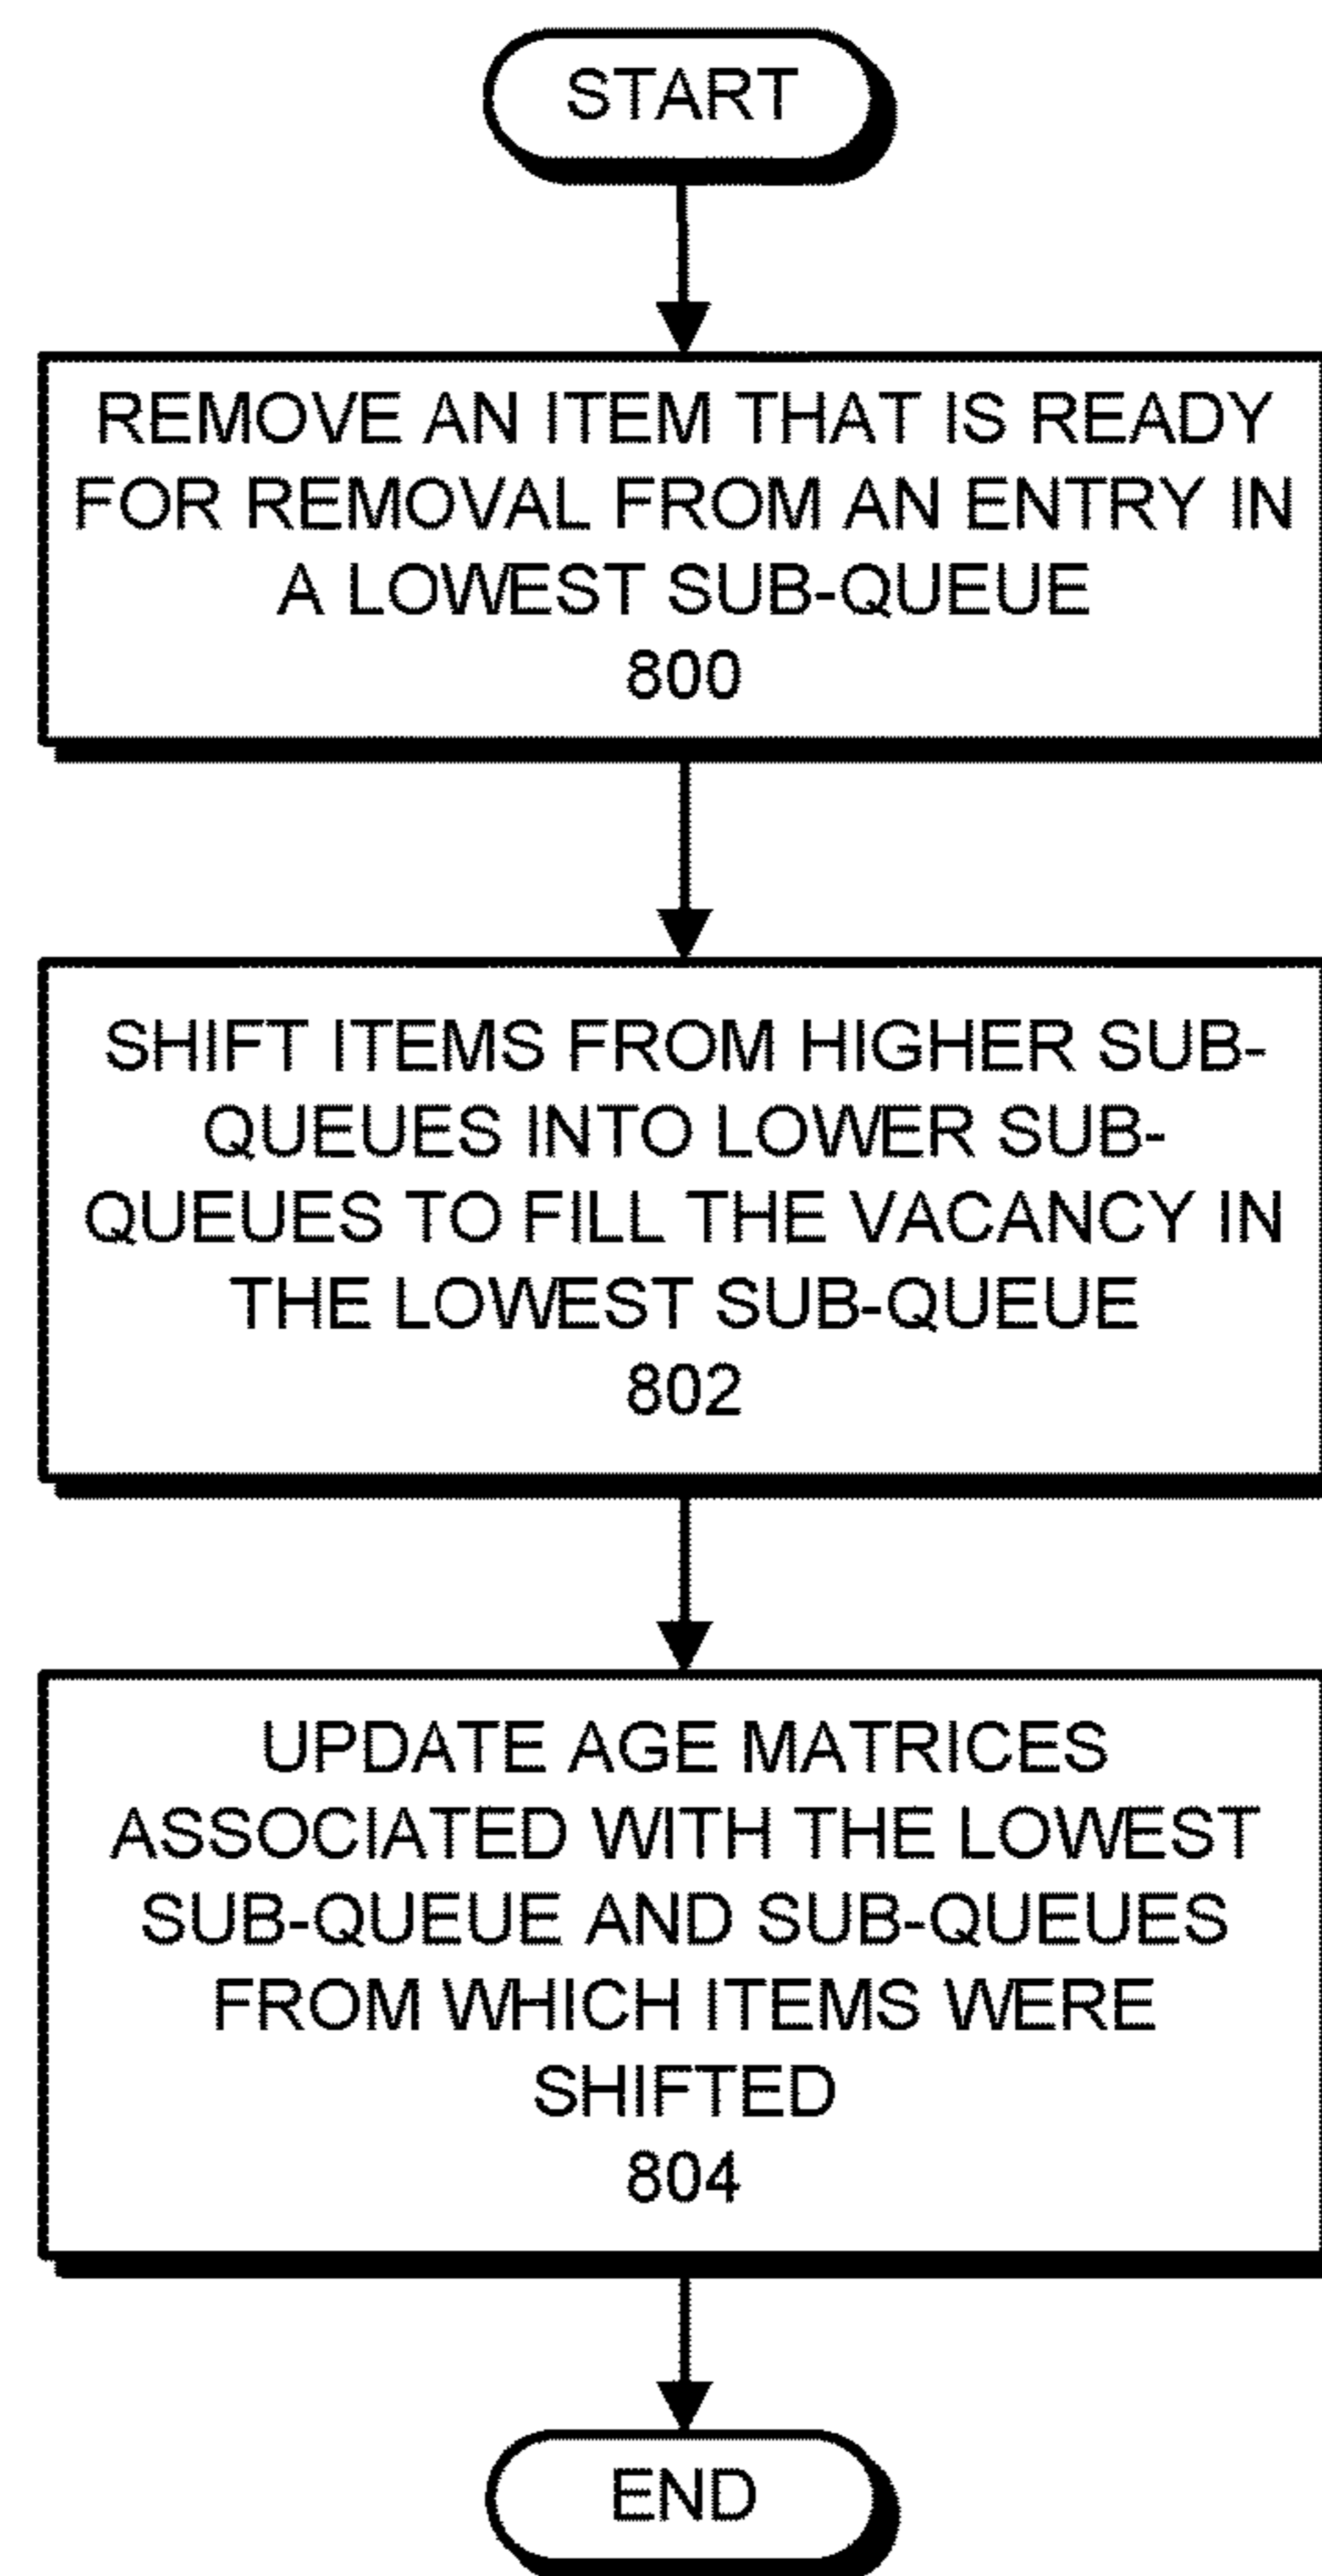 START
REMOVE AN ITEM THAT IS READY
FOR REMOVAL FROM AN ENTRY IN
A LOWEST SUB-QUEUE
800
SHIFT ITEMS FROM HIGHER SUB-
QUEUES INTO LOWER SUB-
QUEUES TO FILL THE VACANCY IN
THE LOWEST SUB-QUEUE
802
UPDATE AGE MATRICES
ASSOCIATED WITH THE LOWEST
SUB-QUEUE AND SUB-QUEUES
FROM WHICH ITEMS WERE
SHIFTED
804
END